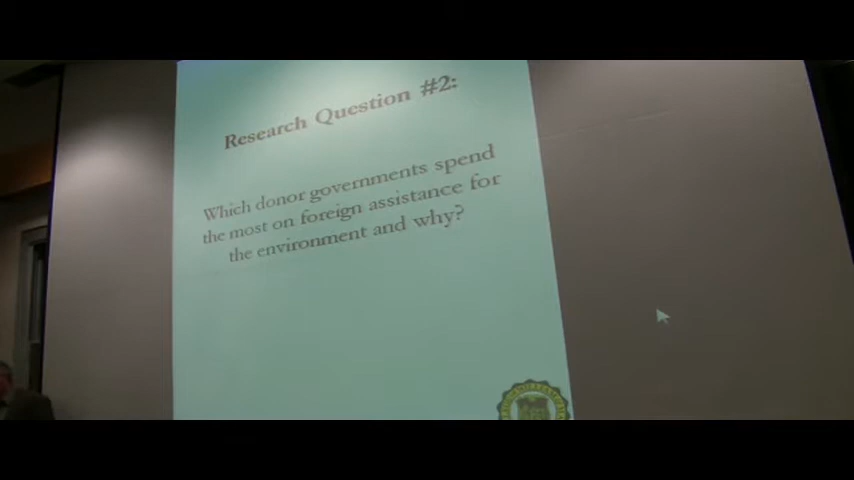 Research Question #2:
Which donor governments spend
the most on foreign assistance for
the environment and why?